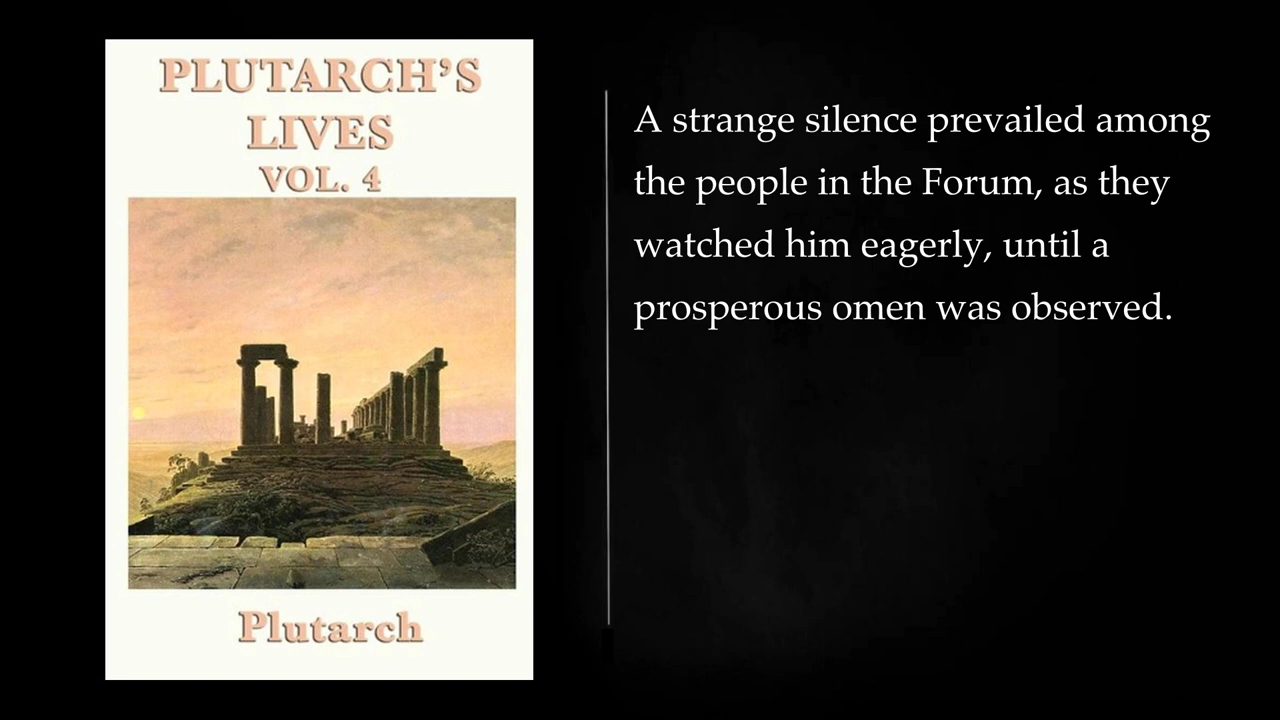 PLUTARCH'S
LIVES
VOL. 4
Plutarch
A strange silence prevailed among
the people in the Forum, as they
watched him eagerly, until a
prosperous omen was observed.